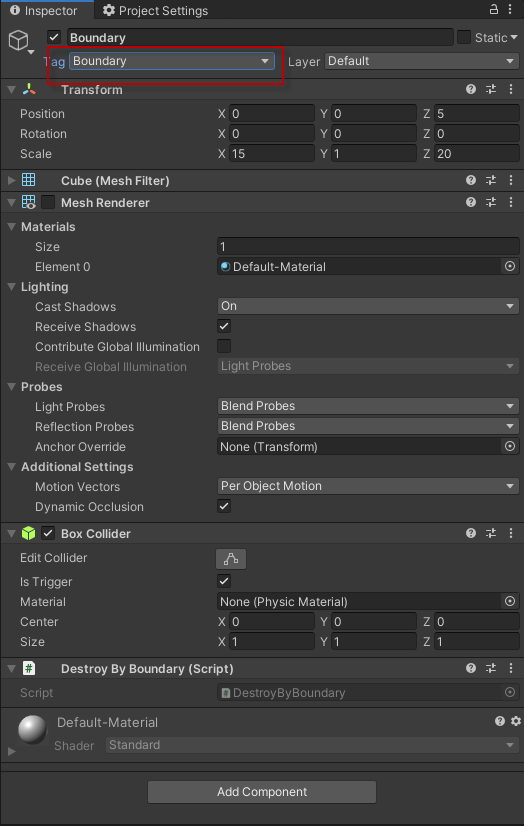 Inspector Project Settings
Boundary Static
Tag Boundary Layer Default
Transform
Position X 0 Y 0 Z 5
Rotation X 0 Y 0 Z 0
Scale X 15 Y 1 Z 20
Cube (Mesh Filter)
Mesh Renderer
Materials
Size 1
Element 0 Default-Material
Lighting
Cast Shadows On
Receive Shadows
Contribute Global Illumination
Receive Global Illumination Light Probes
Probes
Light Probes Blend Probes
Reflection Probes Blend Probes
Anchor Override None (Transform)
Additional Settings
Motion Vectors Per Object Motion
Dynamic Occlusion
Box Collider
Edit Collider
Is Trigger
Material None (Physic Material)
Center X 0 Y 0 Z 0
Size X 1 Y 1 Z 1
Destroy By Boundary (Script)
Script DestroyByBoundary
Default-Material
Shader Standard
Add Component